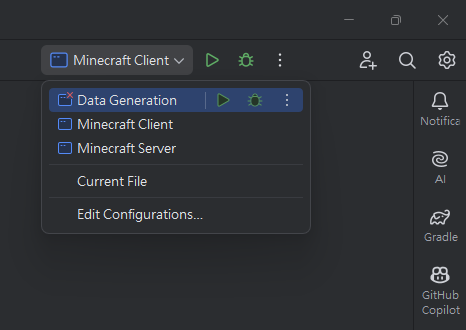 Minecraft Client
Data Generation
Minecraft Client
Minecraft Server
Current File
Edit Configurations...
Notifica
AI
Gradle
GitHub
Copilot